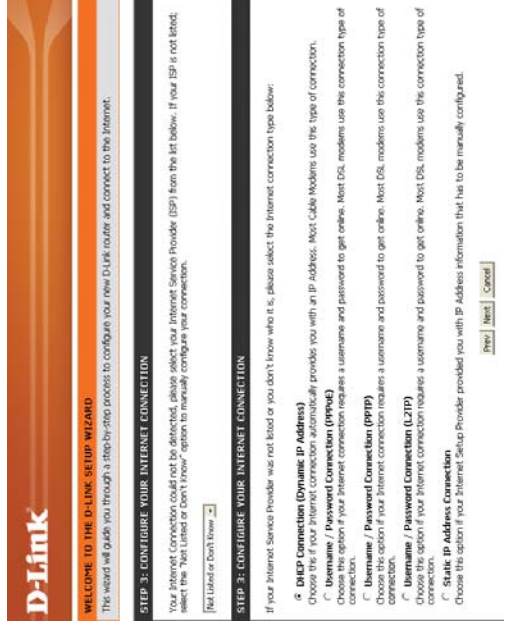 D-Link
WELCOME TO THE D-LINK SETUP WIZARD
This wizard will guide you through a step-by-step process to configure your new D-Link router and connect to the Internet.
STEP 3: CONFIGURE YOUR INTERNET CONNECTION
Your Internet Connection could not be detected, please select your Internet Service Provider (ISP) from the list below. If your ISP is not listed;
select the "Not Listed or Don't Know" option to manually configure your connection.
Not Listed or Don't Know
STEP 3: CONFIGURE YOUR INTERNET CONNECTION
If your Internet Service Provider was not listed or you don't know who it is, please select the Internet connection type below:
DHCP Connection (Dynamic IP Address)
Choose this if your Internet connection automatically provides you with an IP Address. Most Cable Modems use this type of connection.
Username / Password Connection (PPPoE)
Choose this option if your Internet connection requires a username and password to get online. Most DSL modems use this connection type of
connection.
Username / Password Connection (PPTP)
Choose this option if your Internet connection requires a username and password to get online. Most DSL modems use this connection type of
connection.
Username / Password Connection (L2TP)
Choose this option if your Internet connection requires a username and password to get online. Most DSL modems use this connection type of
connection.
Static IP Address Connection
Choose this option if your Internet Setup Provider provided you with IP Address information that has to be manually configured.
Prev Next Cancel